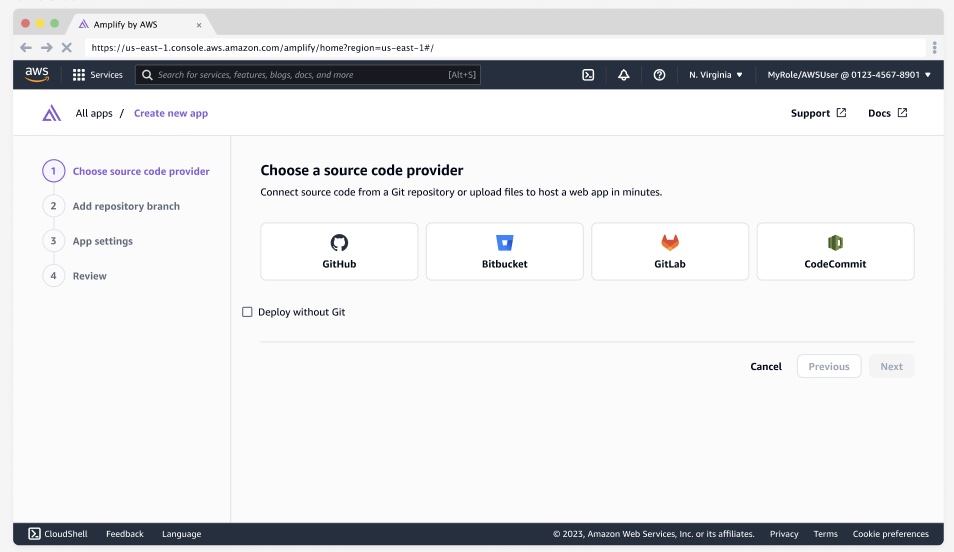 Amplify by AWS
https://us-east-1.console.aws.amazon.com/amplify/home?region=us-east-1#/
aws Services Search for services, features, blogs, docs, and more [Alt+S] N. Virginia MyRole/AWSUser @ 0123-4567-8901
All apps / Create new app Support Docs
1 Choose source code provider
2 Add repository branch
3 App settings
4 Review
Choose a source code provider
Connect source code from a Git repository or upload files to host a web app in minutes.
GitHub Bitbucket GitLab CodeCommit
Deploy without Git
Cancel Previous Next
CloudShell Feedback Language © 2023, Amazon Web Services, Inc. or its affiliates. Privacy Terms Cookie preferences